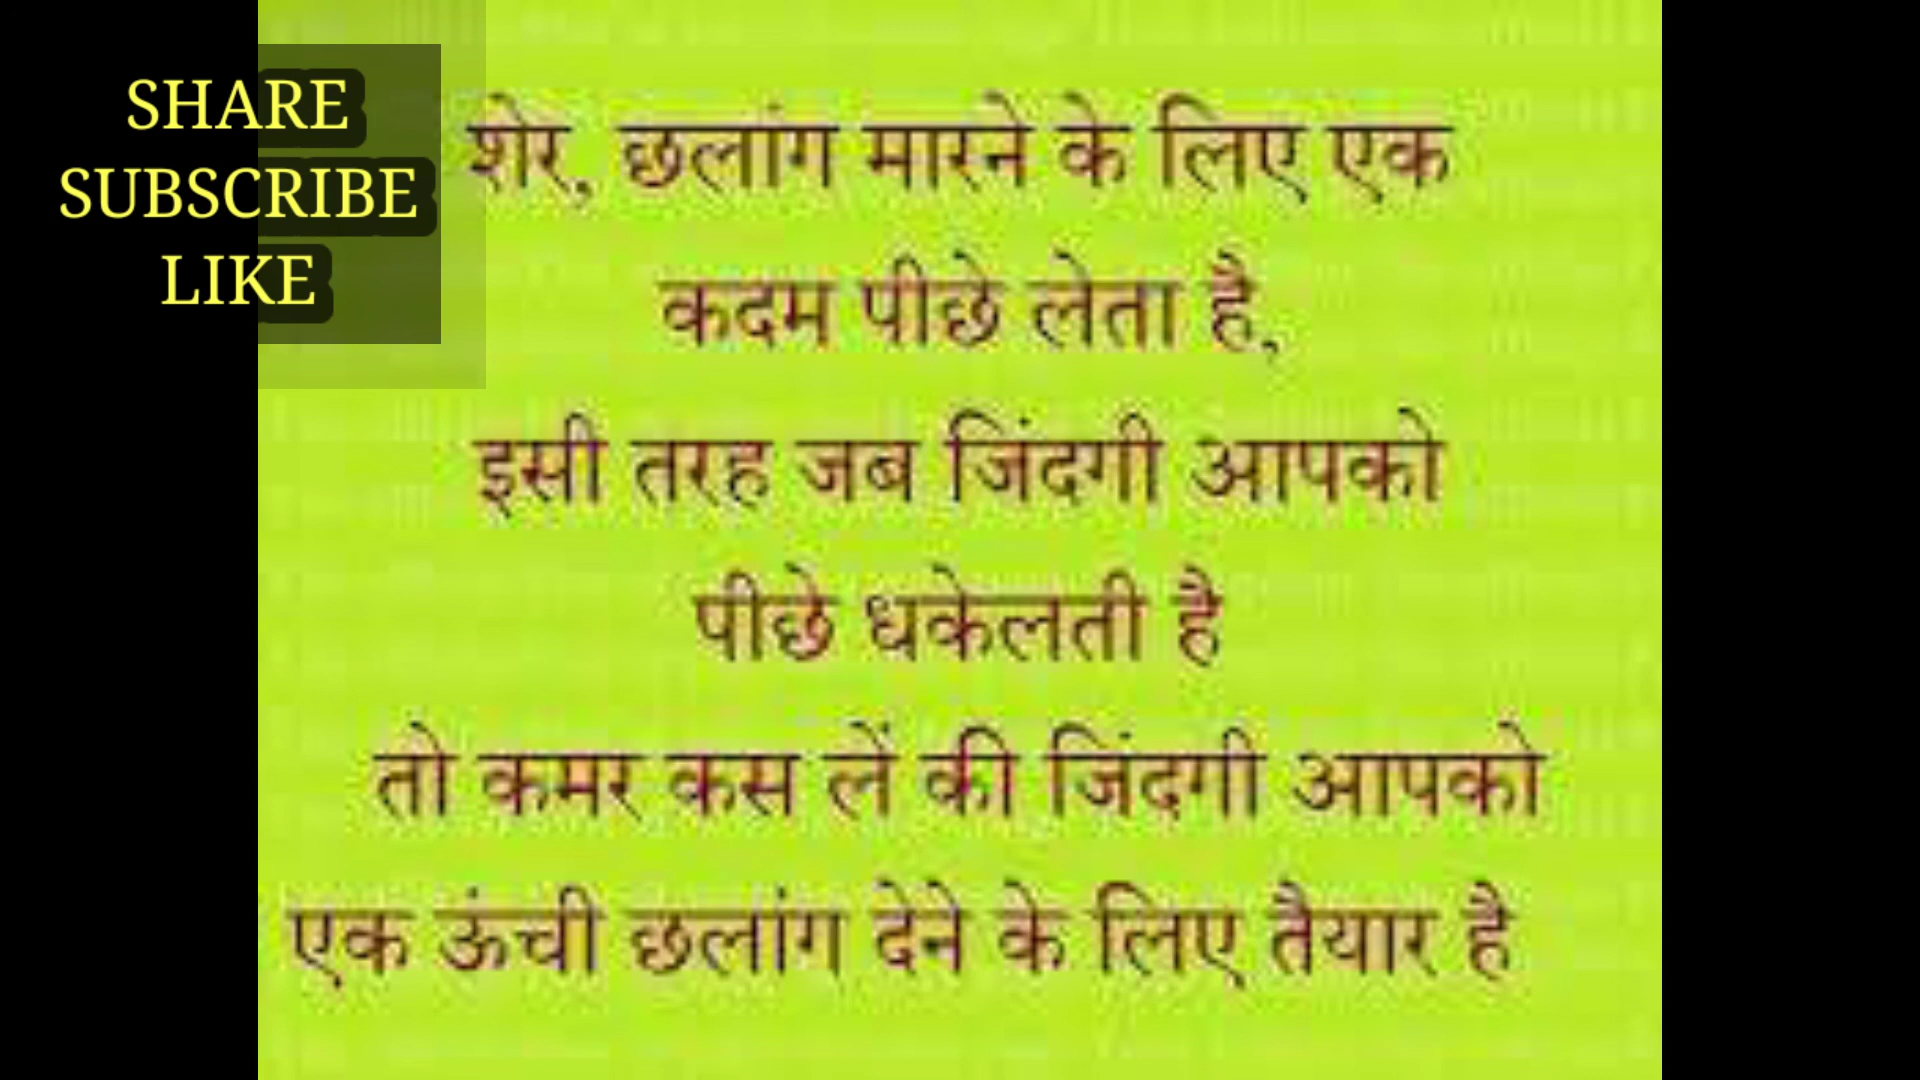 SHARE
SUBSCRIBE
LIKE
शेर, छलांग मारने के लिए एक
कदम पीछे लेता है,
इसी तरह जब जिंदगी आपको
पीछे धकेलती है
तो कमर कस लें की जिंदगी आपको
एक ऊंची छलांग देने के लिए तैयार है